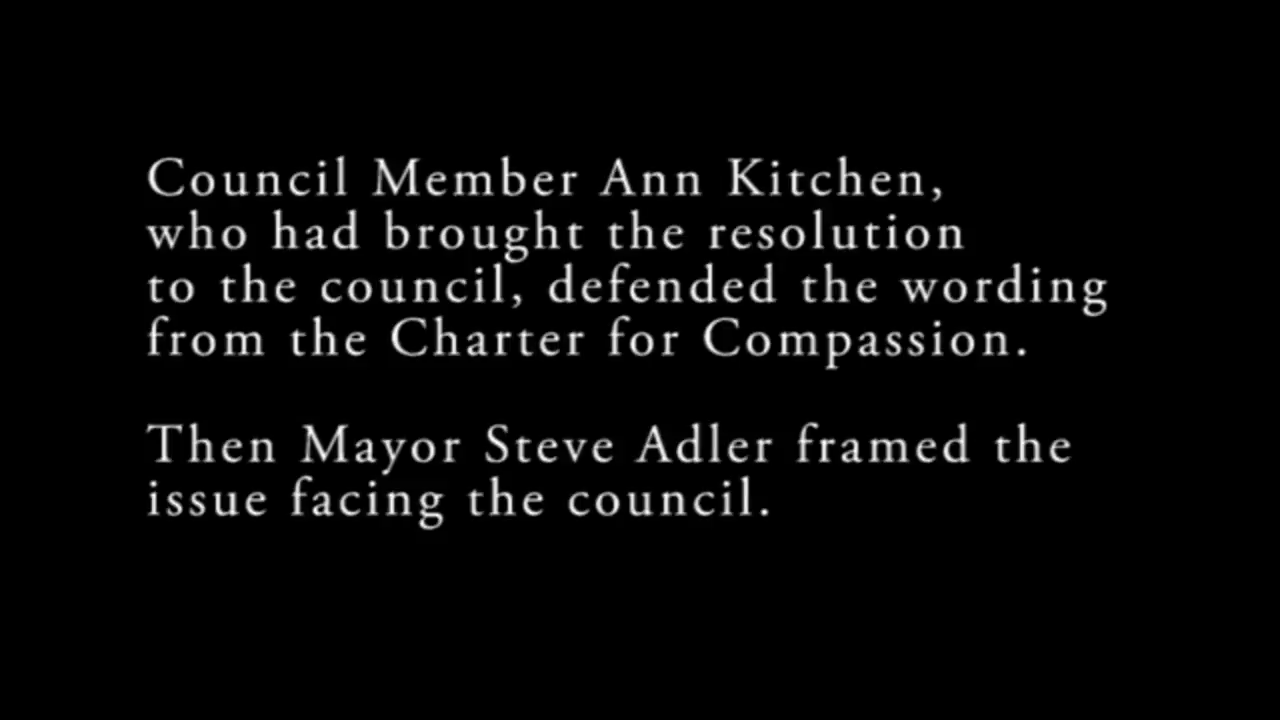 Council Member Ann Kitchen,
who had brought the resolution
to the council, defended the wording
from the Charter for Compassion.
Then Mayor Steve Adler framed the
issue facing the council.